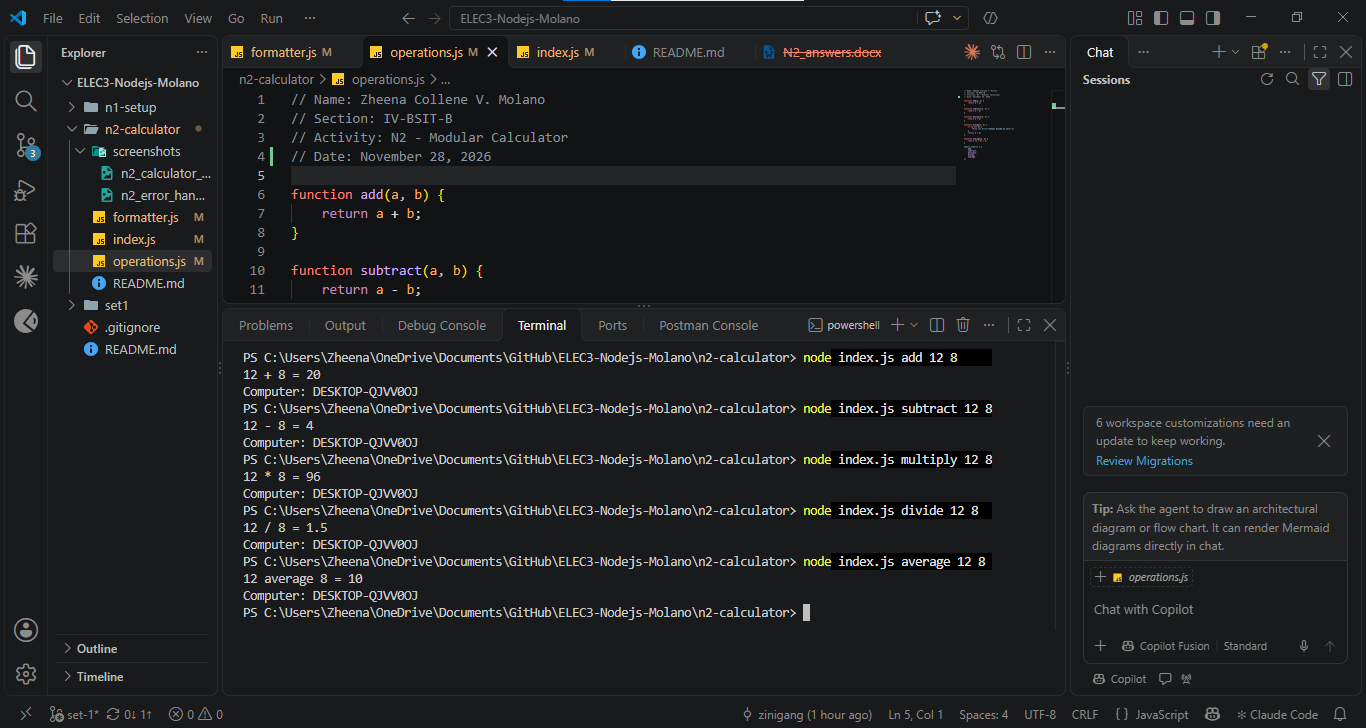 File Edit Selection View Go Run ···
ELEC3-Nodejs-Molano
Explorer
ELEC3-Nodejs-Molano
n1-setup
n2-calculator
screenshots
n2_calculator_...
n2_error_han...
formatter.js M
index.js M
operations.js M
README.md
set1
.gitignore
README.md
Outline
Timeline
formatter.js M operations.js M index.js M README.md N2_answers.docx
n2-calculator > operations.js > ...
1 // Name: Zheena Collene V. Molano
2 // Section: IV-BSIT-B
3 // Activity: N2 - Modular Calculator
4 // Date: November 28, 2026
5
6 function add(a, b) {
7 return a + b;
8 }
9
10 function subtract(a, b) {
11 return a - b;
Problems Output Debug Console Terminal Ports Postman Console powershell
PS C:\Users\Zheena\OneDrive\Documents\GitHub\ELEC3-Nodejs-Molano\n2-calculator> node index.js add 12 8
12 + 8 = 20
Computer: DESKTOP-QJVV0OJ
PS C:\Users\Zheena\OneDrive\Documents\GitHub\ELEC3-Nodejs-Molano\n2-calculator> node index.js subtract 12 8
12 - 8 = 4
Computer: DESKTOP-QJVV0OJ
PS C:\Users\Zheena\OneDrive\Documents\GitHub\ELEC3-Nodejs-Molano\n2-calculator> node index.js multiply 12 8
12 * 8 = 96
Computer: DESKTOP-QJVV0OJ
PS C:\Users\Zheena\OneDrive\Documents\GitHub\ELEC3-Nodejs-Molano\n2-calculator> node index.js divide 12 8
12 / 8 = 1.5
Computer: DESKTOP-QJVV0OJ
PS C:\Users\Zheena\OneDrive\Documents\GitHub\ELEC3-Nodejs-Molano\n2-calculator> node index.js average 12 8
12 average 8 = 10
Computer: DESKTOP-QJVV0OJ
PS C:\Users\Zheena\OneDrive\Documents\GitHub\ELEC3-Nodejs-Molano\n2-calculator>
Chat
Sessions
6 workspace customizations need an
update to keep working.
Review Migrations
Tip: Ask the agent to draw an architectural
diagram or flow chart. It can render Mermaid
diagrams directly in chat.
operations.js
Chat with Copilot
Copilot Fusion Standard
Copilot
3
set-1* 0↓ 1↑ 0 0
zinigang (1 hour ago) Ln 5, Col 1 Spaces: 4 UTF-8 CRLF { } JavaScript Claude Code